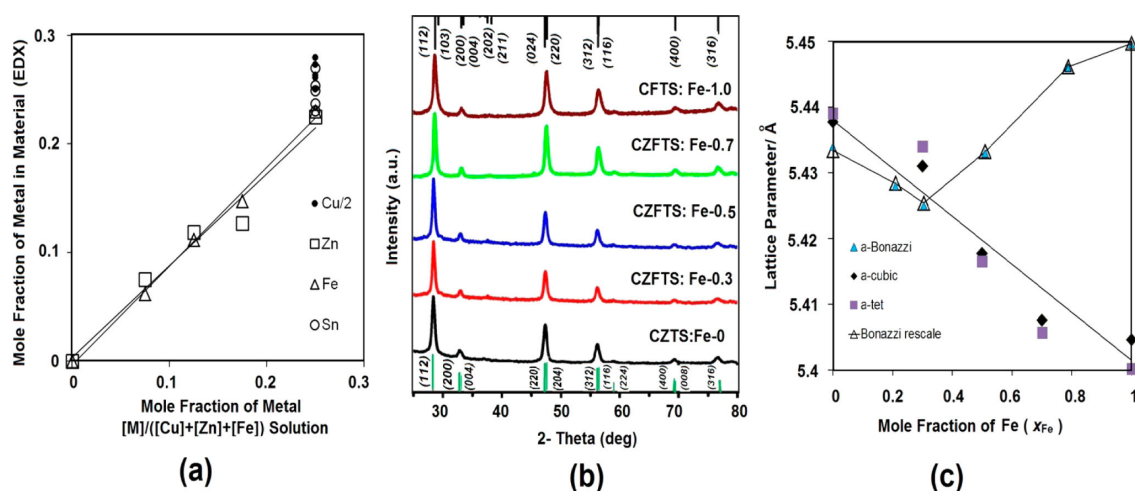 0.3
0.2
0.1
0
0
0.1
0.2
0.3
Mole Fraction of Metal in Material (EDX)
Cu/2
Zn
Fe
Sn
Mole Fraction of Metal
[M]/([Cu]+[Zn]+[Fe]) Solution
(a)
(b)
Intensity (a.u.)
(112)
(103)
(200)
(004)
(202)
(211)
(024)
(220)
(312)
(116)
(400)
(316)
CFTS: Fe-1.0
CZFTS: Fe-0.7
CZFTS: Fe-0.5
CZFTS: Fe-0.3
CZTS:Fe-0
(112)
(200)
(004)
(220)
(204)
(312)
(116)
(224)
(400)
(008)
(316)
30
40
50
60
70
80
2- Theta (deg)
(b)
5.45
5.44
5.43
5.42
5.41
5.4
Lattice Parameter/ Å
a-Bonazzi
a-cubic
a-tet
Bonazzi rescale
0
0.2
0.4
0.6
0.8
1
Mole Fraction of Fe ( xFe )
(c)